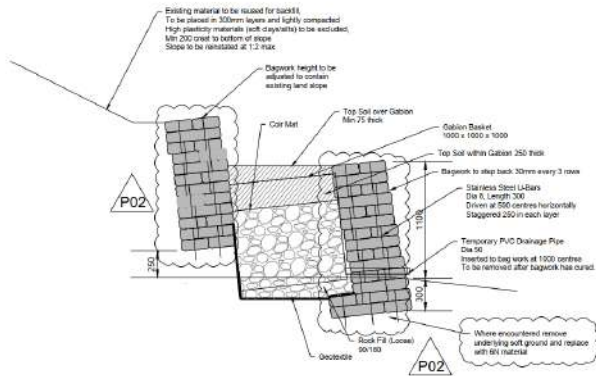 Existing material to be reused for backfill,
To be placed in 300mm layers and lightly compacted
High plasticity materials (soft clays/silts) to be excluded,
Min 200 crest to bottom of slope
Slope to be reinstated at 1:2 max
Bagwork height to be
adjusted to contain
existing land slope
Top Soil over Gabion
Min 75 thick
Coir Mat
Gabion Basket
1000 x 1000 x 1000
Top Soil within Gabion 250 thick
Bagwork to step back 30mm every 3 rows
Stainless Steel U-Bars
Dia 8, Length 300
Driven at 500 centres horizontally
Staggered 250 in each layer
P02
1100
250
Temporary PVC Drainage Pipe
Dia 50
Inserted to bag work at 1000 centre
To be removed after bagwork has cured.
300
Rock Fill (Loose)
90/180
Geotextile
Where encountered remove
underlying soft ground and replace
with 6N material
P02